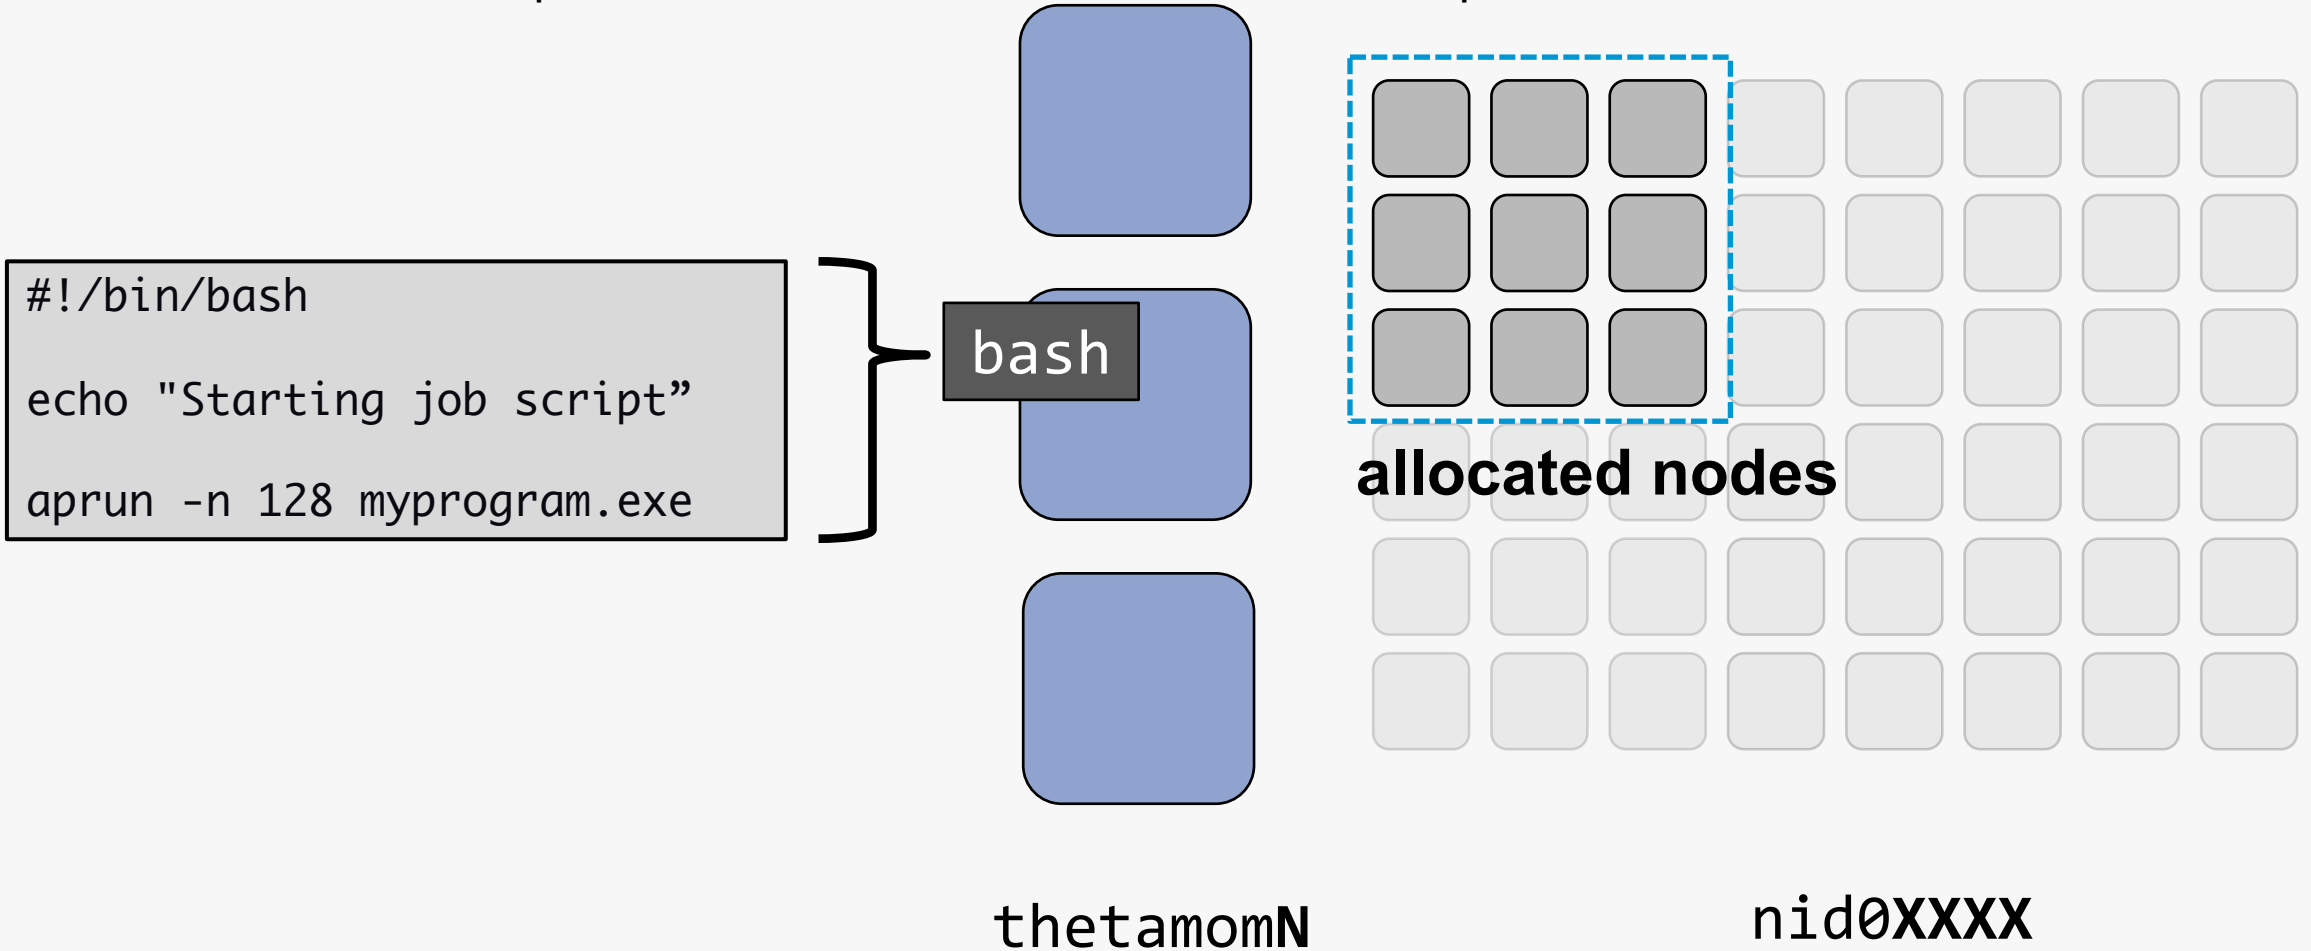 #!/bin/bash
echo "Starting job script”
aprun -n 128 myprogram.exe
bash
allocated nodes
thetamomN
nid0XXXX